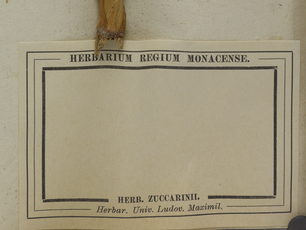 HERBARIUM REGIUM MONACENSE.
HERB. ZUCCARINII.
Herbar. Univ. Ludov. Maximil.